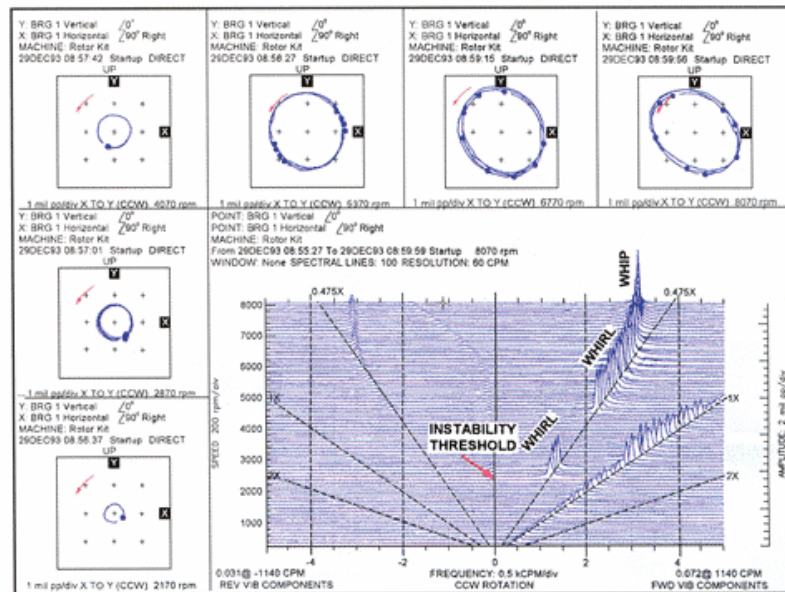 Y: BRG 1 Vertical ∠0°
X: BRG 1 Horizontal ∠90° Right
MACHINE: Rotor Kit
29DEC93 08:57:42 Startup DIRECT
UP
Y
X
1 mil pp/div X TO Y (CCW) 4070 rpm
Y: BRG 1 Vertical ∠0°
X: BRG 1 Horizontal ∠90° Right
MACHINE: Rotor Kit
29DEC93 08:58:27 Startup DIRECT
UP
Y
X
1 mil pp/div X TO Y (CCW) 5370 rpm
Y: BRG 1 Vertical ∠0°
X: BRG 1 Horizontal ∠90° Right
MACHINE: Rotor Kit
29DEC93 08:59:15 Startup DIRECT
UP
Y
X
1 mil pp/div X TO Y (CCW) 6770 rpm
Y: BRG 1 Vertical ∠0°
X: BRG 1 Horizontal ∠90° Right
MACHINE: Rotor Kit
29DEC93 08:59:56 Startup DIRECT
UP
Y
X
1 mil pp/div X TO Y (CCW) 8070 rpm
Y: BRG 1 Vertical ∠0°
X: BRG 1 Horizontal ∠90° Right
MACHINE: Rotor Kit
29DEC93 08:57:01 Startup DIRECT
UP
Y
X
1 mil pp/div X TO Y (CCW) 2870 rpm
Y: BRG 1 Vertical ∠0°
X: BRG 1 Horizontal ∠90° Right
MACHINE: Rotor Kit
29DEC93 08:56:37 Startup DIRECT
UP
Y
X
1 mil pp/div X TO Y (CCW) 2170 rpm
POINT: BRG 1 Vertical ∠0°
POINT: BRG 1 Horizontal ∠90° Right
MACHINE: Rotor Kit
From 29DEC93 08:55:27 To 29DEC93 08:59:59 Startup 8070 rpm
WINDOW: None SPECTRAL LINES: 100 RESOLUTION: 60 CPM
WHIP
0.475X
0.475X
8000
7000
WHIRL
6000
5000
1X
1X
4000
INSTABILITY
THRESHOLD
WHIRL
3000
2X
2X
2000
1000
SPEED 200 rpm/div
AMPLITUDE: 2 mil pp/div
-4
-2
0
2
4
0.031@ -1140 CPM
FREQUENCY: 0.5 kCPM/div
0.072@ 1140 CPM
REV VIB COMPONENTS
CCW ROTATION
FWD VIB COMPONENTS